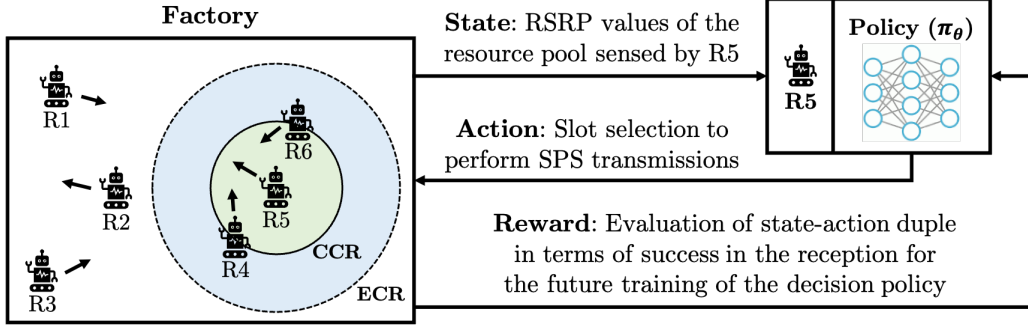 Factory
R1
R2
R3
R4
R5
R6
CCR
ECR
State: RSRP values of the
resource pool sensed by R5
Action: Slot selection to
perform SPS transmissions
Reward: Evaluation of state-action duple
in terms of success in the reception for
the future training of the decision policy
R5
Policy (πθ)